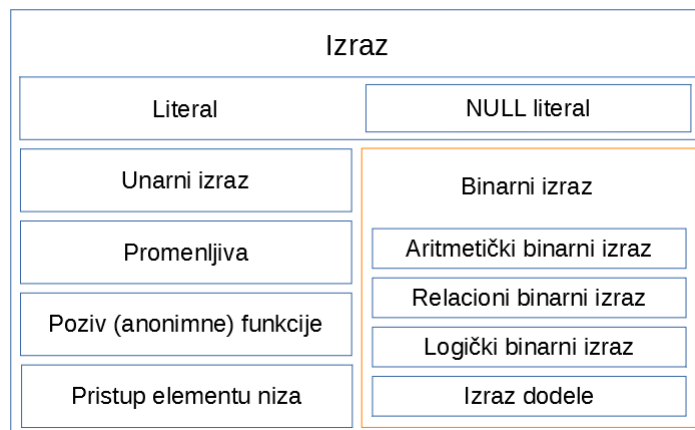 Izraz
Literal
NULL literal
Unarni izraz
Promenljiva
Poziv (anonimne) funkcije
Pristup elementu niza
Binarni izraz
Aritmetički binarni izraz
Relacioni binarni izraz
Logički binarni izraz
Izraz dodele